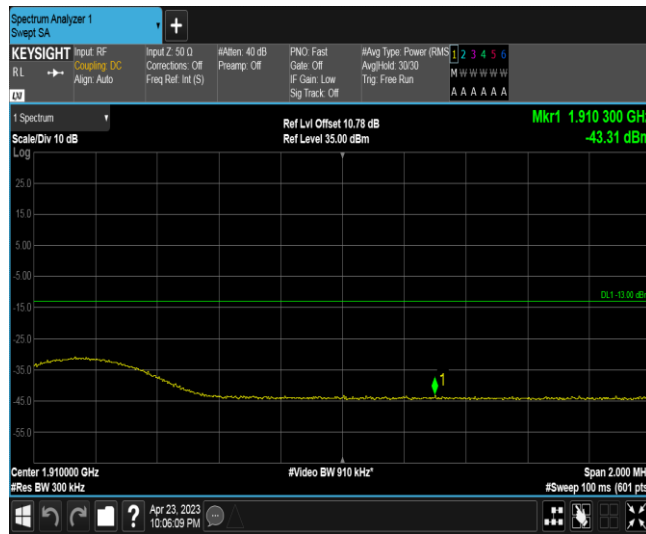 Spectrum Analyzer 1
Swept SA
+
KEYSIGHT
RL
LXI
Input: RF
Coupling: DC
Align: Auto
Input Z: 50 Ω
Corrections: Off
Freq Ref: Int (S)
#Atten: 40 dB
Preamp: Off
PNO: Fast
Gate: Off
IF Gain: Low
Sig Track: Off
#Avg Type: Power (RMS
Avg|Hold: 30/30
Trig: Free Run
1 2 3 4 5 6
M W W W W W
A A A A A A
1 Spectrum
Scale/Div 10 dB
Ref Lvl Offset 10.78 dB
Ref Level 35.00 dBm
Mkr1 1.910 300 GHz
-43.31 dBm
Log
25.0
15.0
5.00
-5.00
DL1 -13.00 dBm
-15.0
-25.0
-35.0
1
-45.0
-55.0
Center 1.910000 GHz
#Video BW 910 kHz*
Span 2.000 MH
#Res BW 300 kHz
#Sweep 100 ms (601 pts
?
Apr 23, 2023
10:06:09 PM